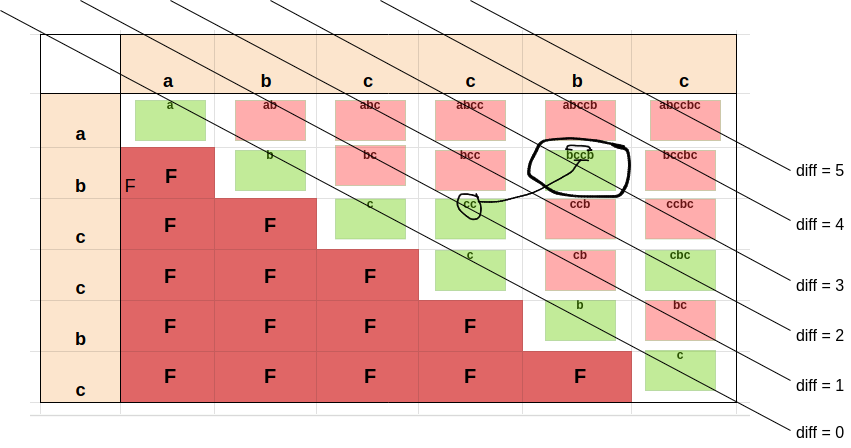 a b c c b c
a a ab abc abcc abccb abccbc
b F F b bc bcc bccb bccbc
diff = 5
c F F c cc ccb ccbc
diff = 4
c F F F c cb cbc
diff = 3
b F F F F b bc
diff = 2
c F F F F F c
diff = 1
diff = 0